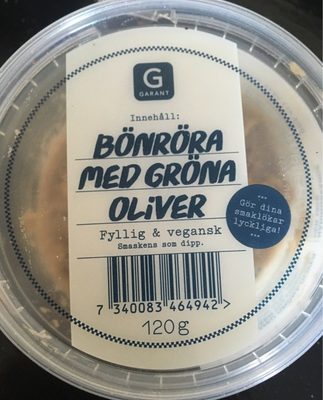 G
GARANT
Innehåll:
BÖNRÖRA
MED GRÖNA
OLiVER
Fyllig & vegansk
Smaskens som dipp.
Gör dina
smaklökar
lyckliga!
7 340083 464942 >
120g